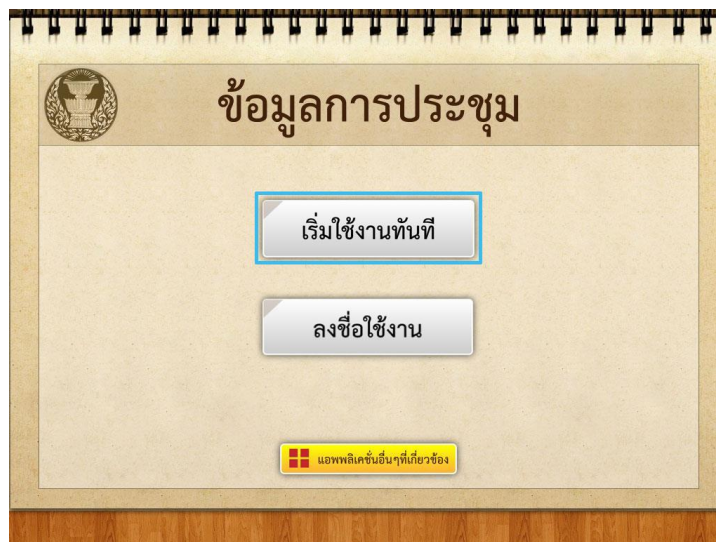 ข้อมูลการประชุม
เริ่มใช้งานทันที
ลงชื่อใช้งาน
แอพพลิเคชั่นอื่นๆที่เกี่ยวข้อง